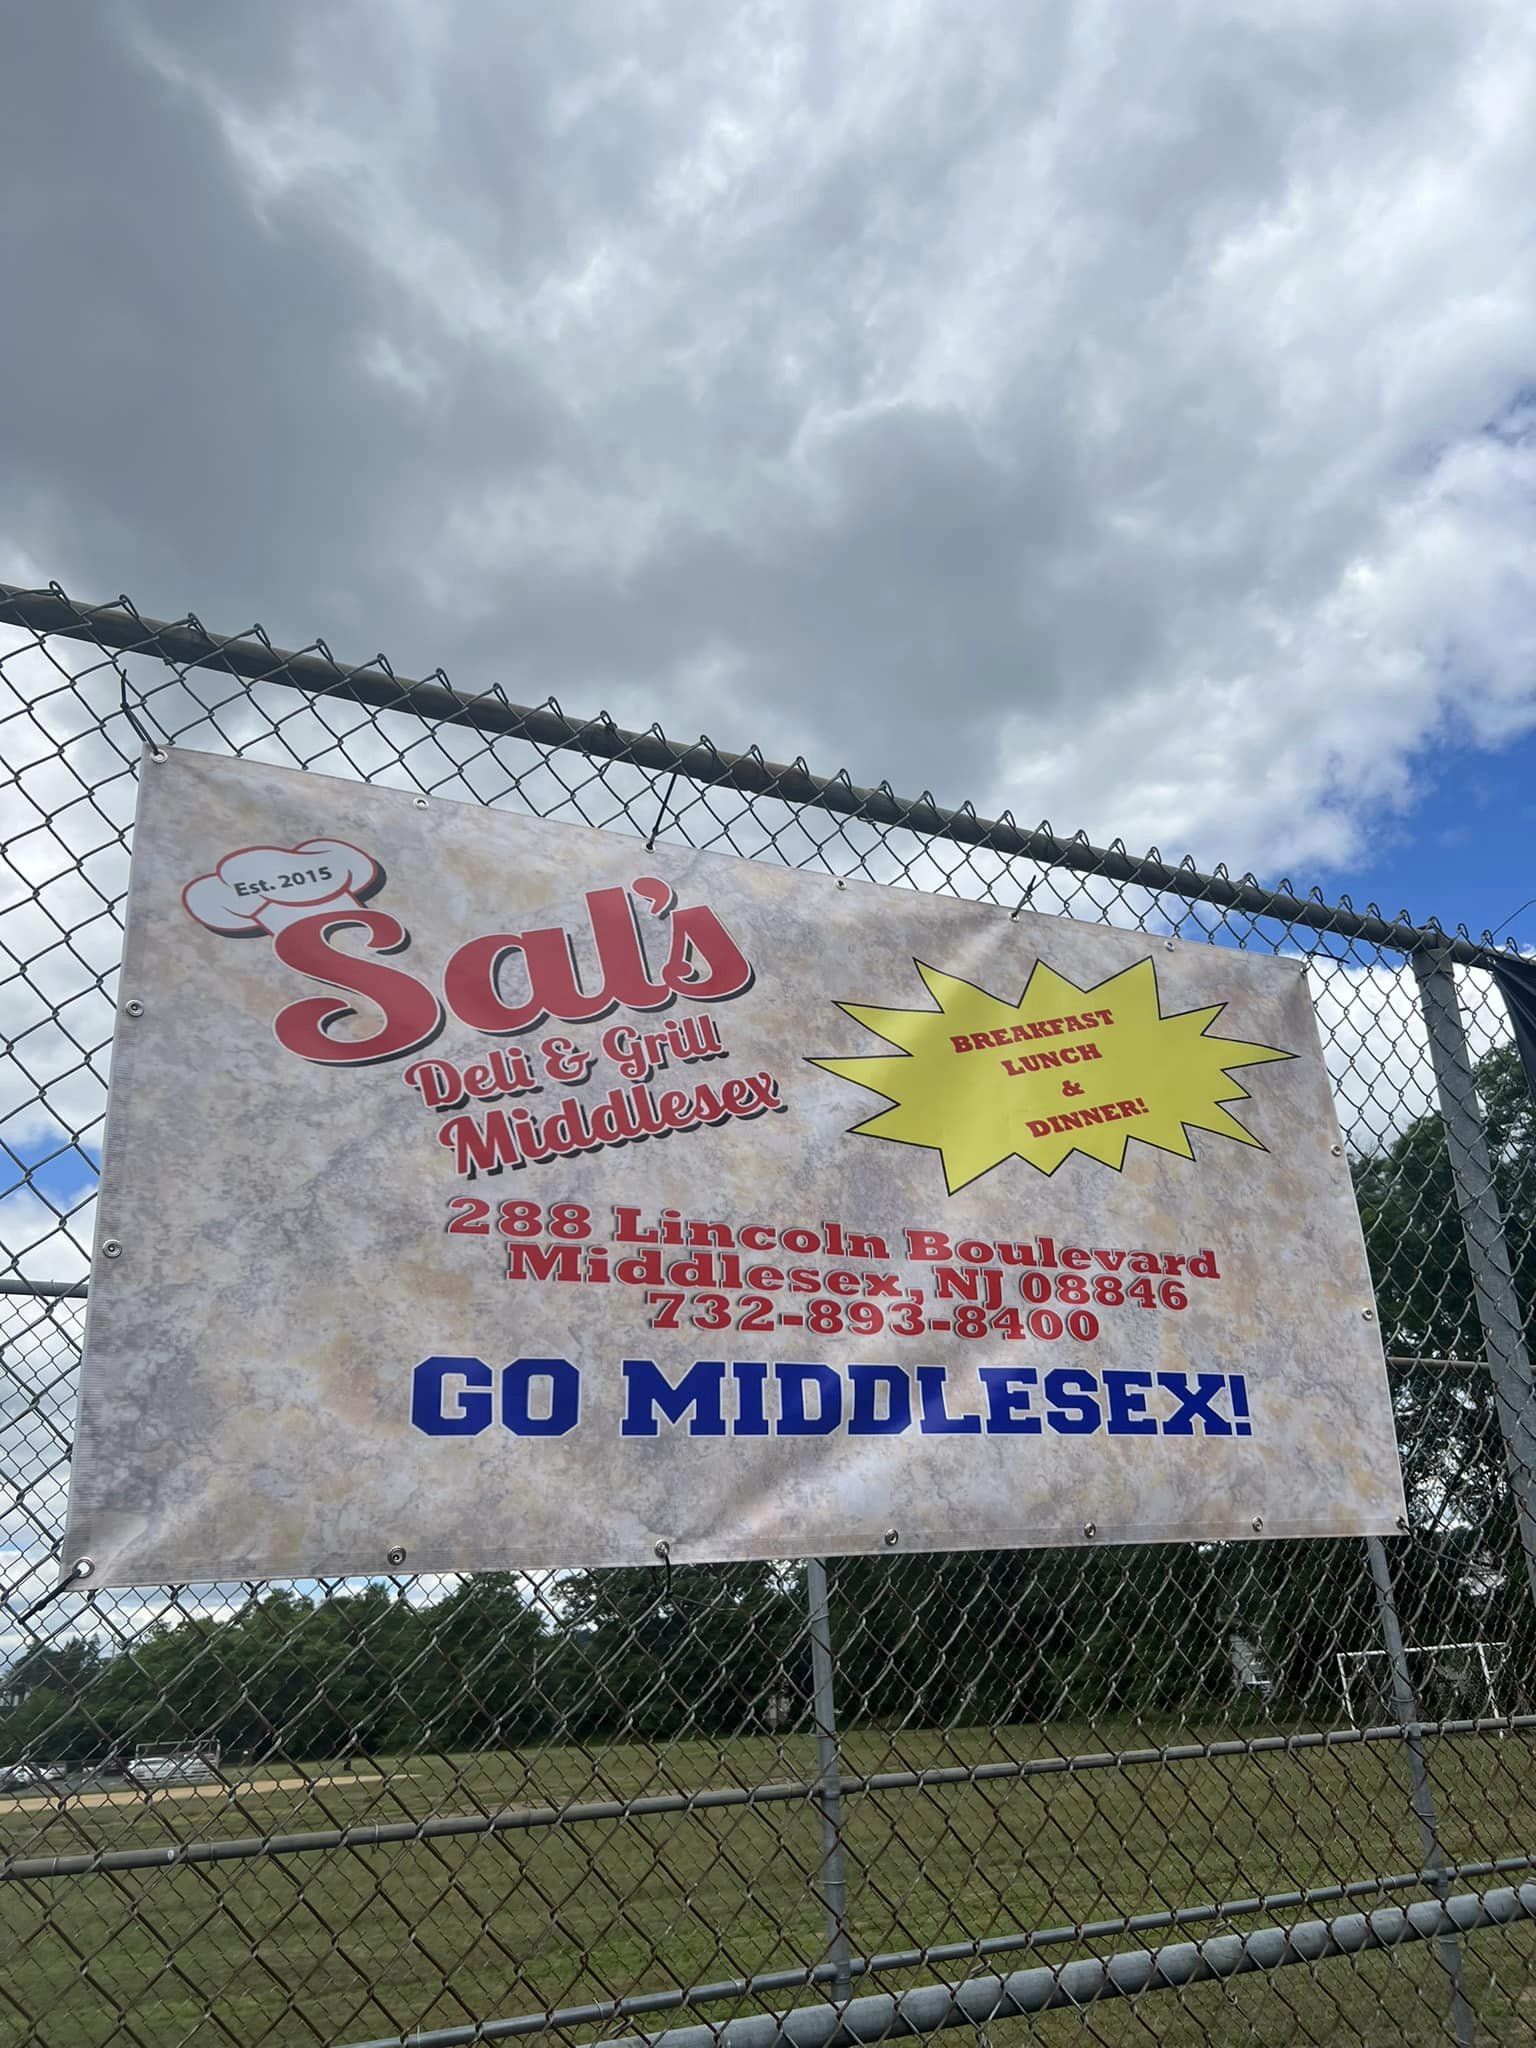 Est. 2015
Sal's
Deli & Grill
Middlesex
BREAKFAST
LUNCH
&
DINNER!
288 Lincoln Boulevard
Middlesex, NJ 08846
732-893-8400
GO MIDDLESEX!